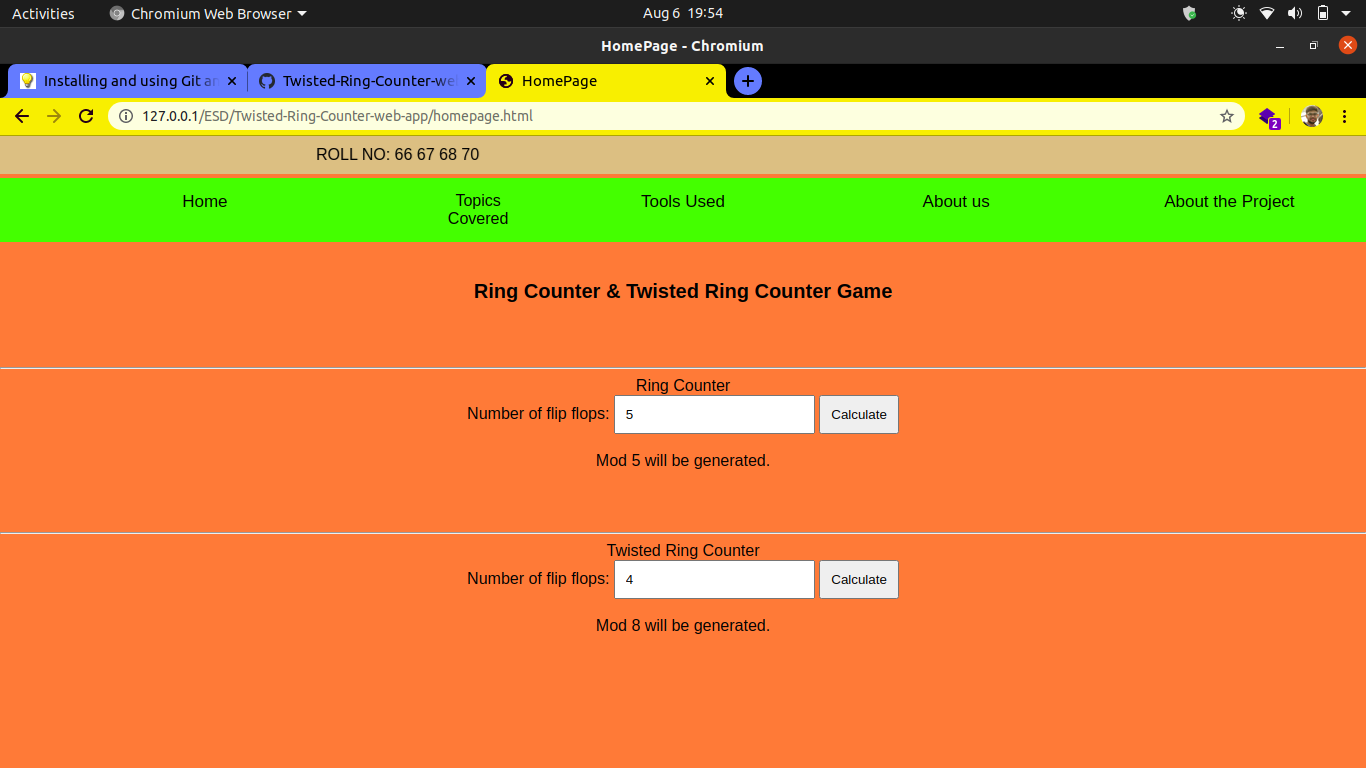 Activities Chromium Web Browser Aug 6 19:54
HomePage - Chromium
Installing and using Git an Twisted-Ring-Counter-we HomePage
127.0.0.1/ESD/Twisted-Ring-Counter-web-app/homepage.html 2
ROLL NO: 66 67 68 70
Home Topics Tools Used About us About the Project
Covered
Ring Counter & Twisted Ring Counter Game
Ring Counter
Number of flip flops: 5 Calculate
Mod 5 will be generated.
Twisted Ring Counter
Number of flip flops: 4 Calculate
Mod 8 will be generated.